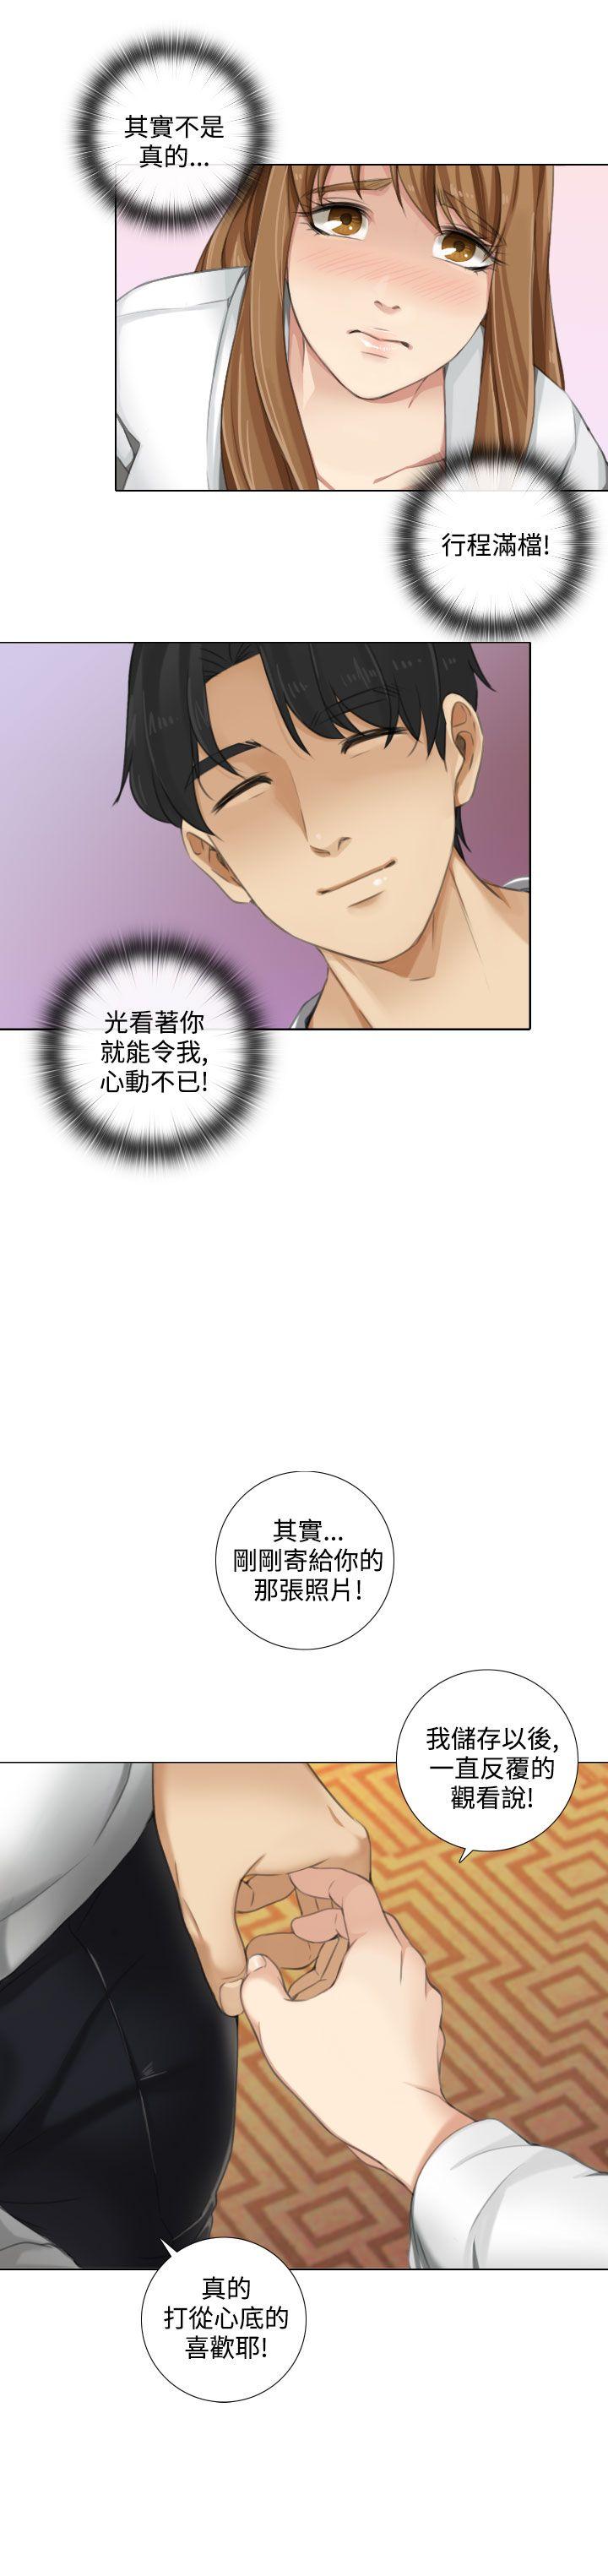 其實不是
真的...
行程滿檔!
光看著你
就能令我,
心動不已!
其實...
剛剛寄給你的
那張照片!
我儲存以後,
一直反覆的
觀看說!
真的
打從心底的
喜歡耶!